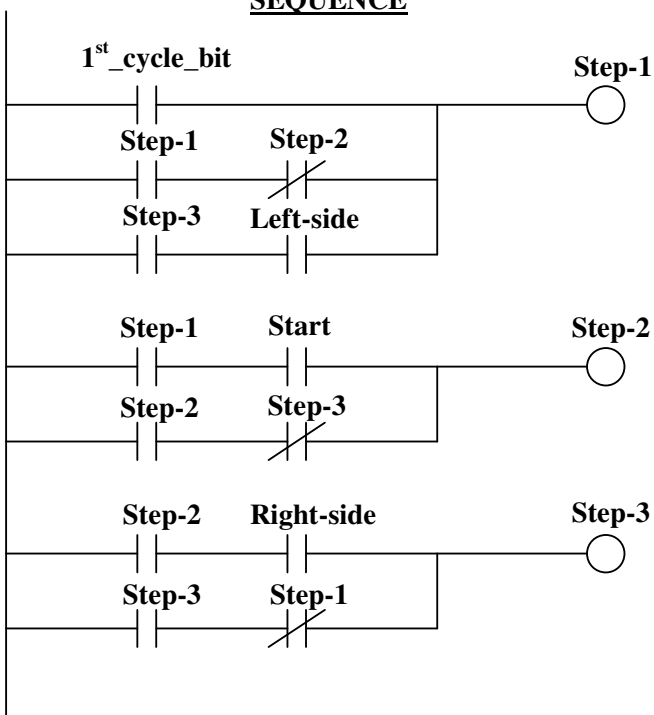 SEQUENCE
1st_cycle_bit
Step-1
Step-1 Step-2
Step-3 Left-side
Step-1 Start Step-2
Step-2 Step-3
Step-2 Right-side Step-3
Step-3 Step-1